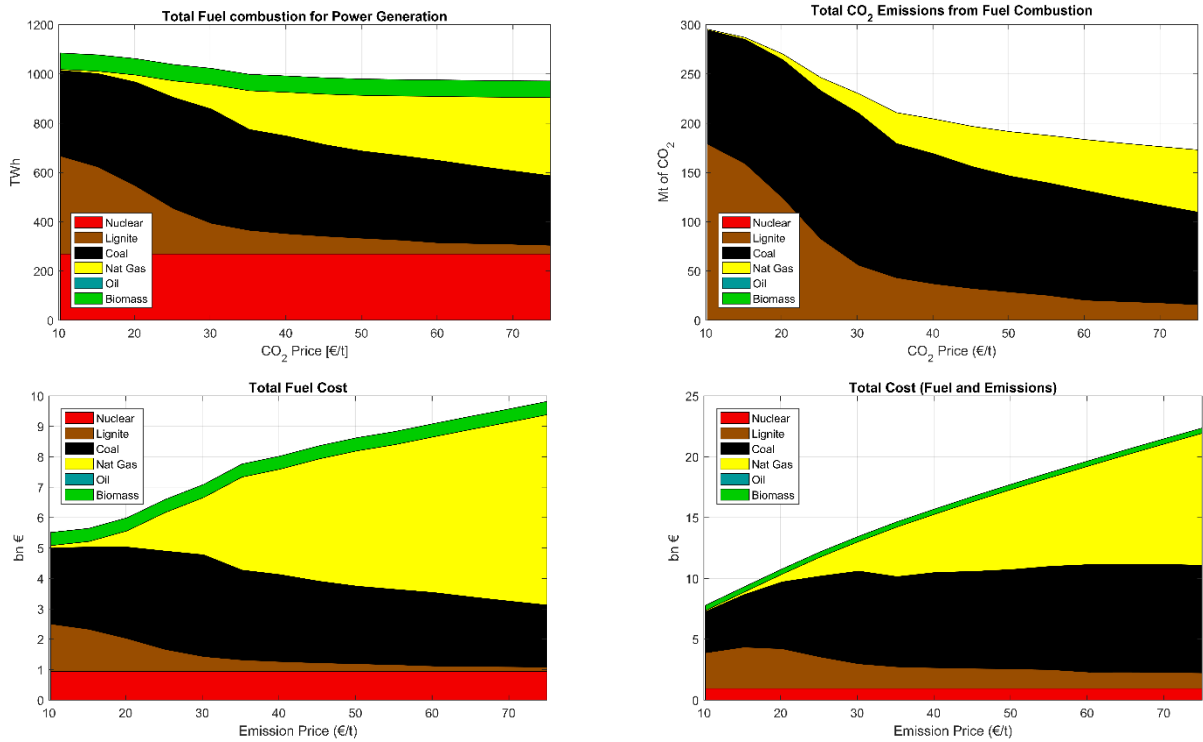 Total Fuel combustion for Power Generation
1200
1000
800
600
400
200
0
TWh
Nuclear
Lignite
Coal
Nat Gas
Oil
Biomass
10 20 30 40 50 60 70
CO₂ Price [€/t]
Total CO₂ Emissions from Fuel Combustion
300
250
200
150
100
50
0
Mt of CO₂
Nuclear
Lignite
Coal
Nat Gas
Oil
Biomass
10 20 30 40 50 60 70
CO₂ Price (€/t)
Total Fuel Cost
10
9
8
7
6
5
4
3
2
1
0
bn €
Nuclear
Lignite
Coal
Nat Gas
Oil
Biomass
10 20 30 40 50 60 70
Emission Price (€/t)
Total Cost (Fuel and Emissions)
25
20
15
10
5
0
bn €
Nuclear
Lignite
Coal
Nat Gas
Oil
Biomass
10 20 30 40 50 60 70
Emission Price (€/t)